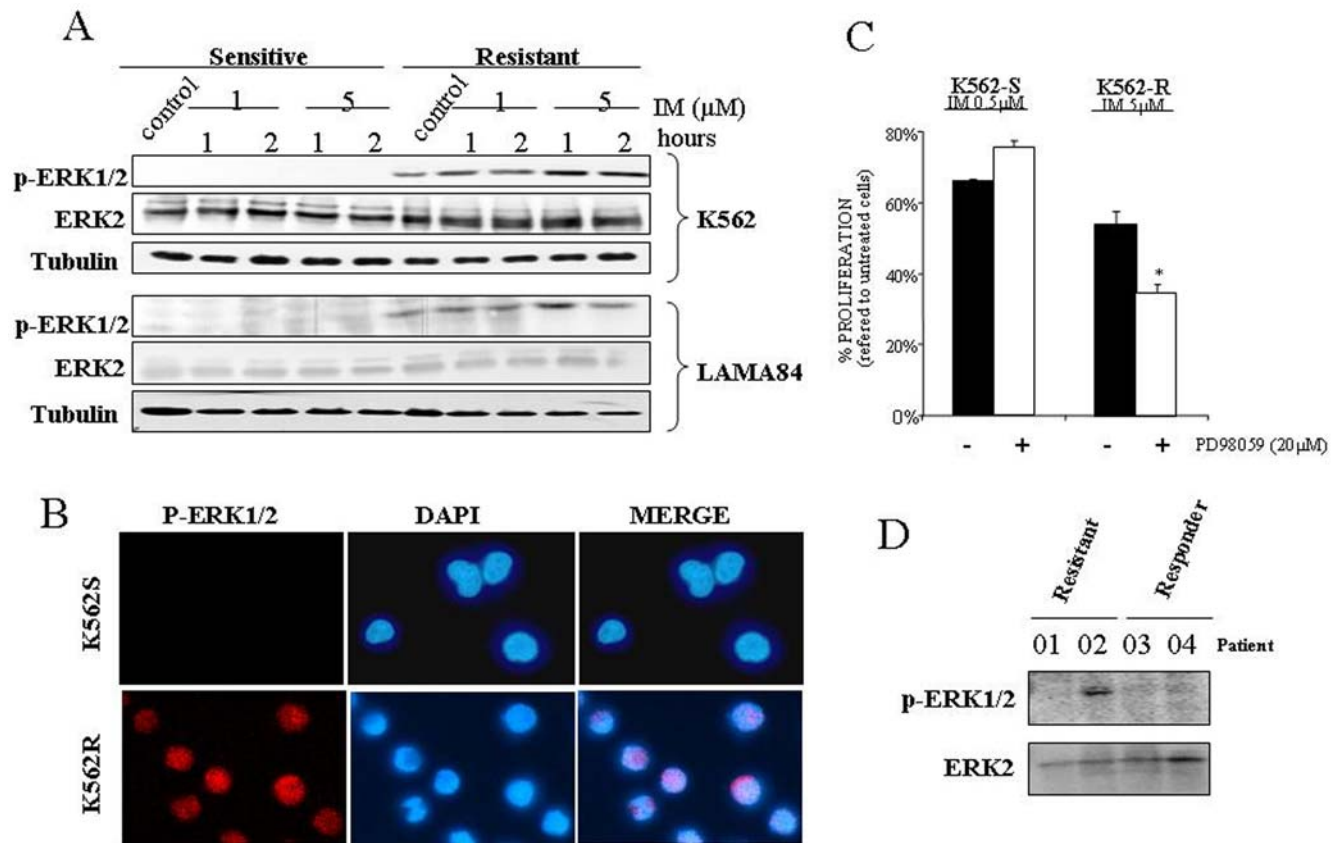 A
Sensitive Resistant
control 1 5 control 1 5 IM (µM)
1 2 1 2 1 2 1 2 hours
p-ERK1/2
ERK2
Tubulin
K562
p-ERK1/2
ERK2
Tubulin
LAMA84
B
P-ERK1/2 DAPI MERGE
K562S
K562R
C
K562-S K562-R
IM 0.5µM IM 5µM
% PROLIFERATION
(refered to untreated cells)
80%
60%
40%
20%
0%
*
- + - + PD98059 (20µM)
D
Resistant Responder
01 02 03 04 Patient
p-ERK1/2
ERK2